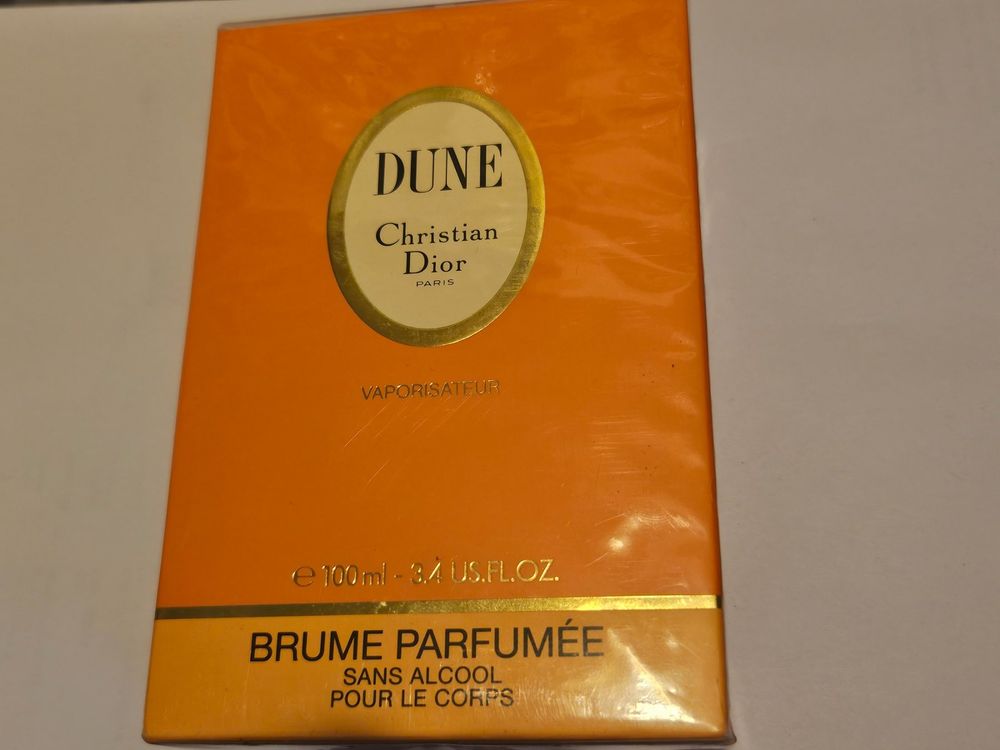 DUNE
Christian
Dior
PARIS
VAPORISATEUR
℮ 100 ml - 3.4 US.FL.OZ.
BRUME PARFUMÉE
SANS ALCOOL
POUR LE CORPS